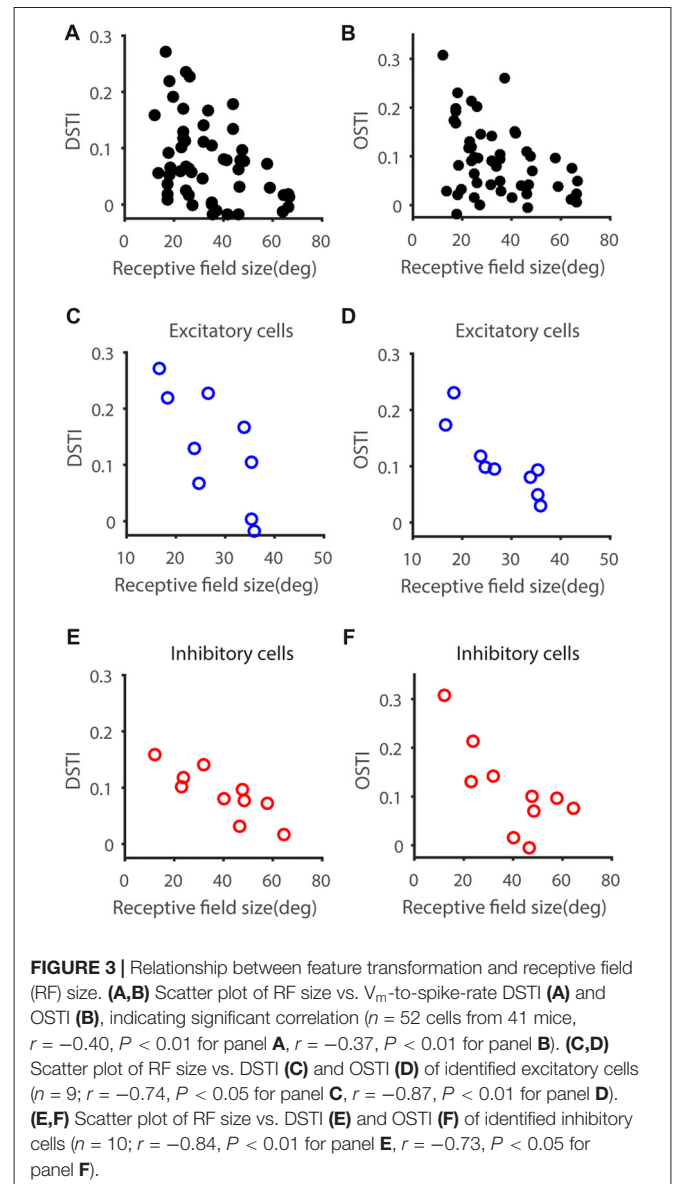 A
B
0.3
0.2
0.1
0
DSTI
0 20 40 60 80
Receptive field size(deg)
0.3
0.2
0.1
0
OSTI
0 20 40 60 80
Receptive field size(deg)
C
D
Excitatory cells
0.3
0.2
0.1
0
DSTI
10 20 30 40 50
Receptive field size(deg)
Excitatory cells
0.3
0.2
0.1
0
OSTI
10 20 30 40 50
Receptive field size(deg)
E
F
Inhibitory cells
0.3
0.2
0.1
0
DSTI
0 20 40 60 80
Receptive field size(deg)
Inhibitory cells
0.3
0.2
0.1
0
OSTI
0 20 40 60 80
Receptive field size(deg)
FIGURE 3 | Relationship between feature transformation and receptive field
(RF) size. (A,B) Scatter plot of RF size vs. Vm-to-spike-rate DSTI (A) and
OSTI (B), indicating significant correlation (n = 52 cells from 41 mice,
r = −0.40, P < 0.01 for panel A, r = −0.37, P < 0.01 for panel B). (C,D)
Scatter plot of RF size vs. DSTI (C) and OSTI (D) of identified excitatory cells
(n = 9; r = −0.74, P < 0.05 for panel C, r = −0.87, P < 0.01 for panel D).
(E,F) Scatter plot of RF size vs. DSTI (E) and OSTI (F) of identified inhibitory
cells (n = 10; r = −0.84, P < 0.01 for panel E, r = −0.73, P < 0.05 for
panel F).